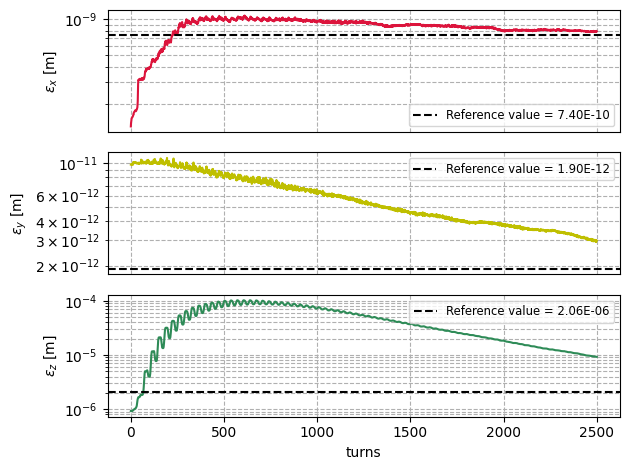 10⁻⁹
εₓ [m]
Reference value = 7.40E-10
10⁻¹¹
6 × 10⁻¹²
4 × 10⁻¹²
3 × 10⁻¹²
2 × 10⁻¹²
ε_y [m]
Reference value = 1.90E-12
10⁻⁴
10⁻⁵
10⁻⁶
ε_z [m]
Reference value = 2.06E-06
0 500 1000 1500 2000 2500
turns